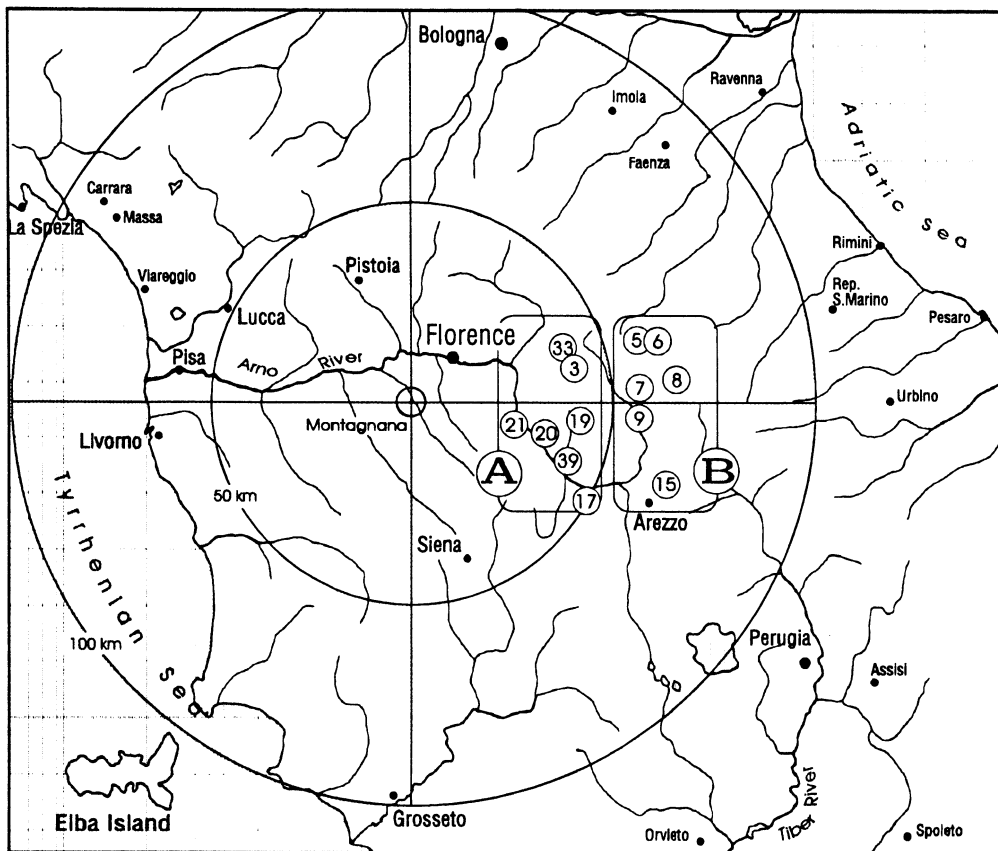 Bologna
Ravenna
Imola
Faenza
Adriatic Sea
Carrara
Massa
La Spezia
Rimini
Pistoia
Viareggio
Rep.
S.Marino
Lucca
Pesaro
Florence
5 6
33
Pisa
Arno River
3
8
7
Urbino
Montagnana
21 20 19 9
Livorno
39
A
B
15
50 km
17
Arezzo
Siena
Tyrrhenian Sea
100 km
Perugia
Assisi
Elba Island
Grosseto
Tiber River
Orvieto
Spoleto